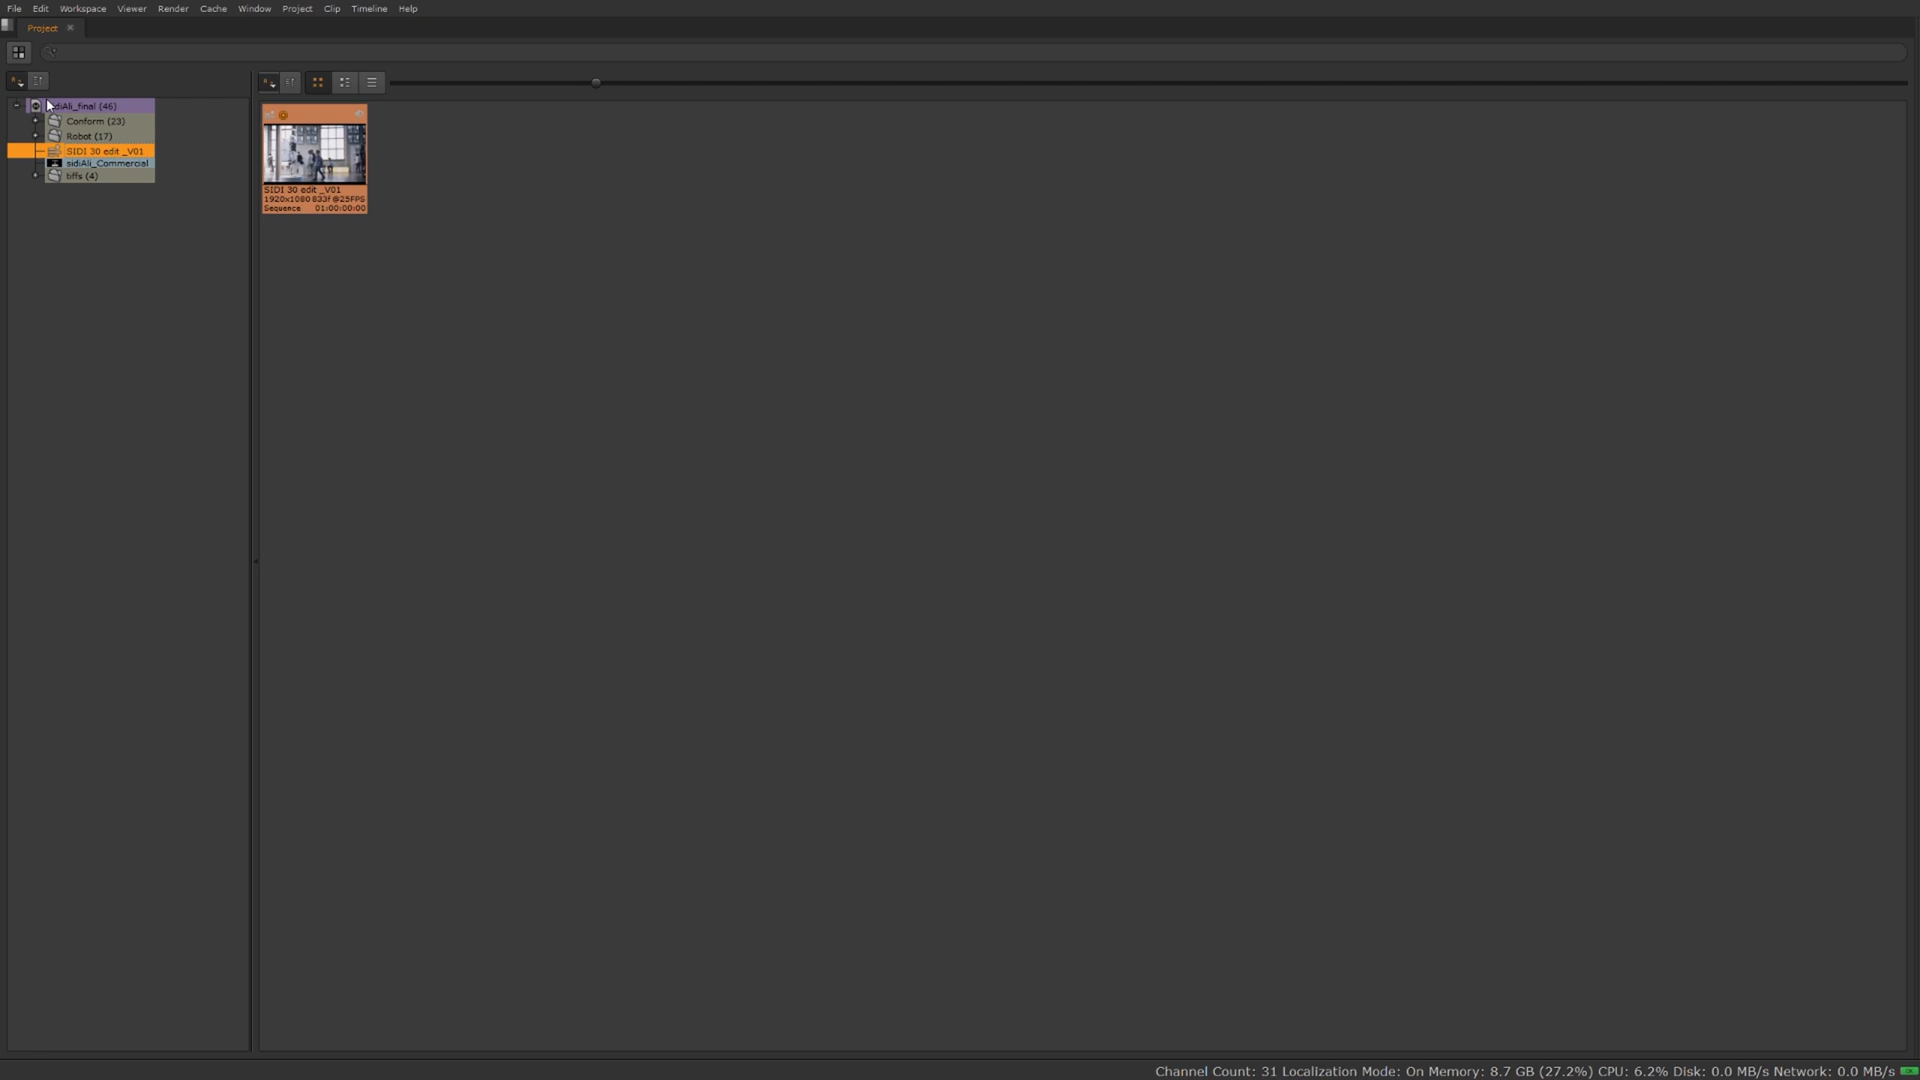 File Edit Workspace Viewer Render Cache Window Project Clip Timeline Help
Project
diAli_final (46)
Conform (23)
Robot (17)
SIDI 30 edit _V01
sidiAli_Commercial
tiffs (4)
SIDI 30 edit _V01
1920x1080 833f @25FPS
Sequence 01:00:00:00
Channel Count: 31 Localization Mode: On Memory: 8.7 GB (27.2%) CPU: 6.2% Disk: 0.0 MB/s Network: 0.0 MB/s